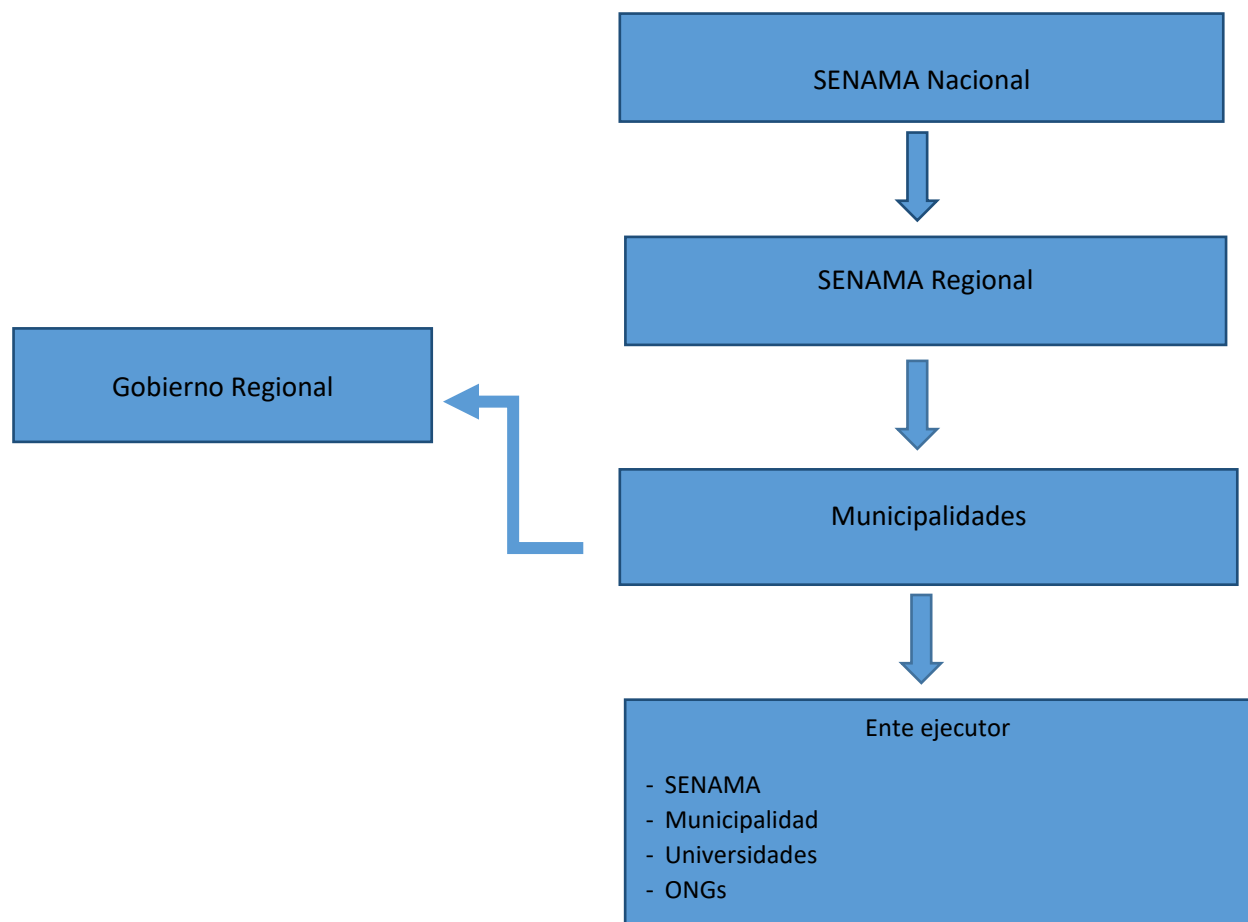 SENAMA Nacional
SENAMA Regional
Gobierno Regional
Municipalidades
Ente ejecutor
- SENAMA
- Municipalidad
- Universidades
- ONGs